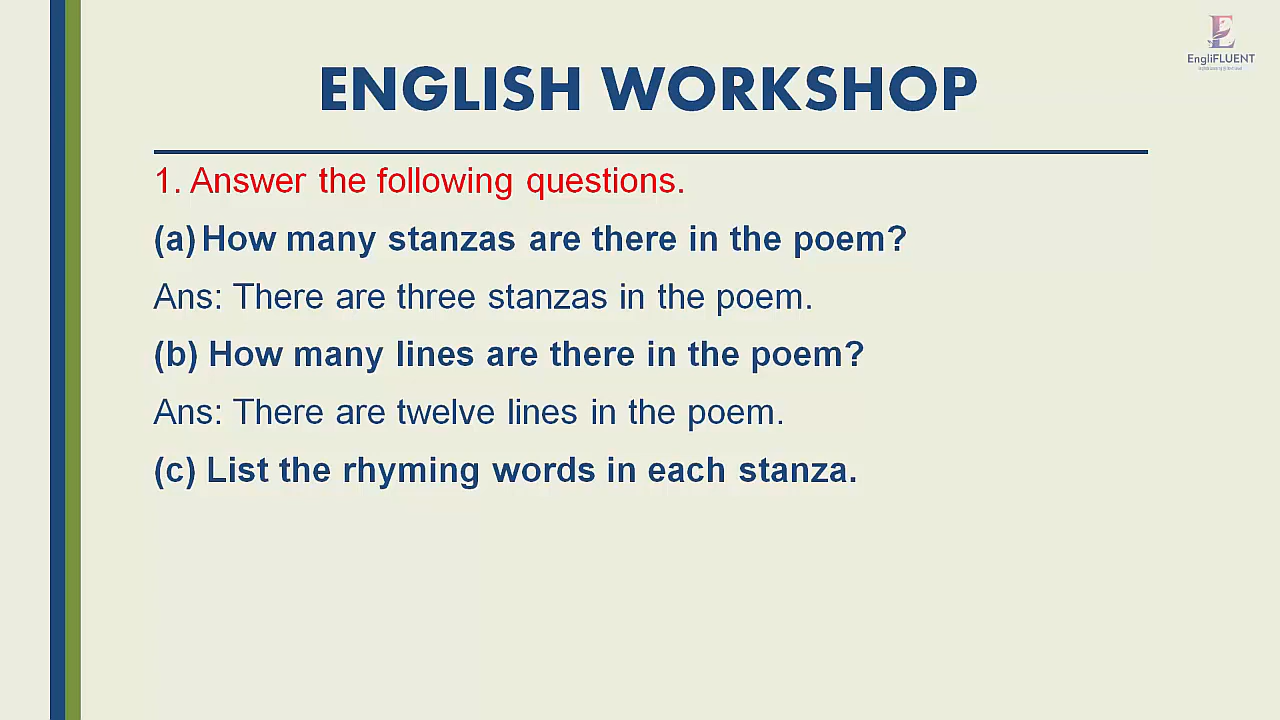 EngliFLUENT
ENGLISH WORKSHOP
1. Answer the following questions.
(a) How many stanzas are there in the poem?
Ans: There are three stanzas in the poem.
(b) How many lines are there in the poem?
Ans: There are twelve lines in the poem.
(c) List the rhyming words in each stanza.